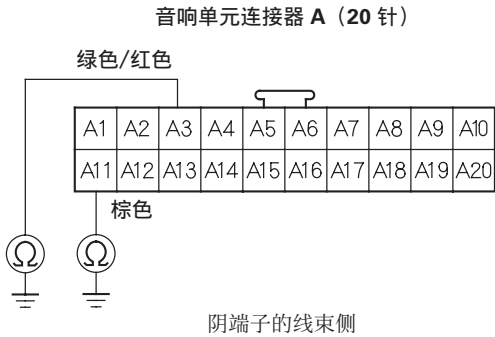 音响单元连接器 A（20 针）
绿色/红色
A1 A2 A3 A4 A5 A6 A7 A8 A9 A10
A11 A12 A13 A14 A15 A16 A17 A18 A19 A20
棕色
Ω Ω
阴端子的线束侧